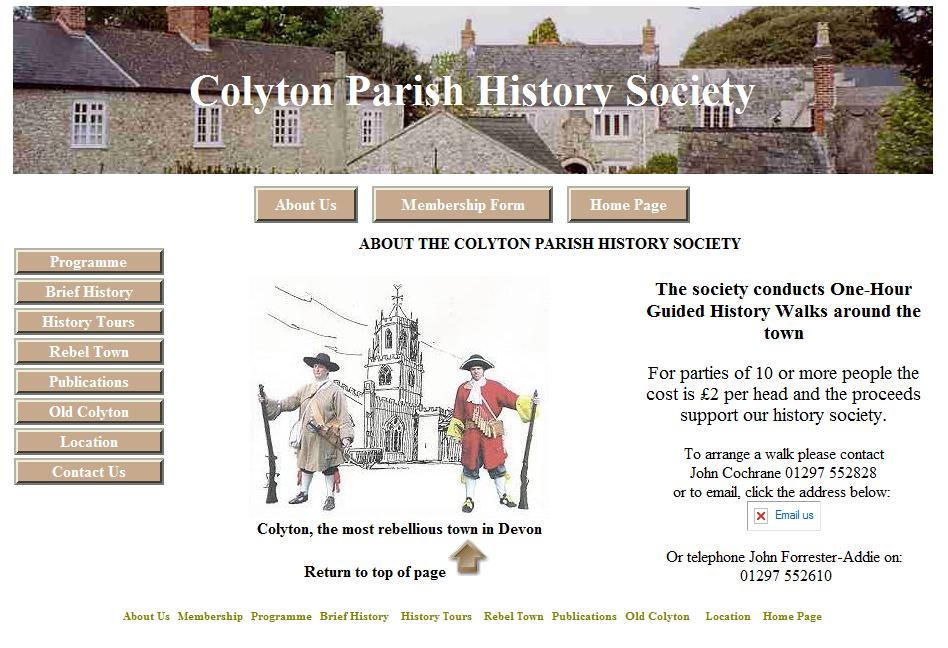 Colyton Parish History Society
About Us
Membership Form
Home Page
ABOUT THE COLYTON PARISH HISTORY SOCIETY
Programme
Brief History
History Tours
Rebel Town
Publications
Old Colyton
Location
Contact Us
Colyton, the most rebellious town in Devon
Return to top of page
The society conducts One-Hour
Guided History Walks around the
town
For parties of 10 or more people the
cost is £2 per head and the proceeds
support our history society.
To arrange a walk please contact
John Cochrane 01297 552828
or to email, click the address below:
Email us
Or telephone John Forrester-Addie on:
01297 552610
About Us Membership Programme Brief History History Tours Rebel Town Publications Old Colyton Location Home Page